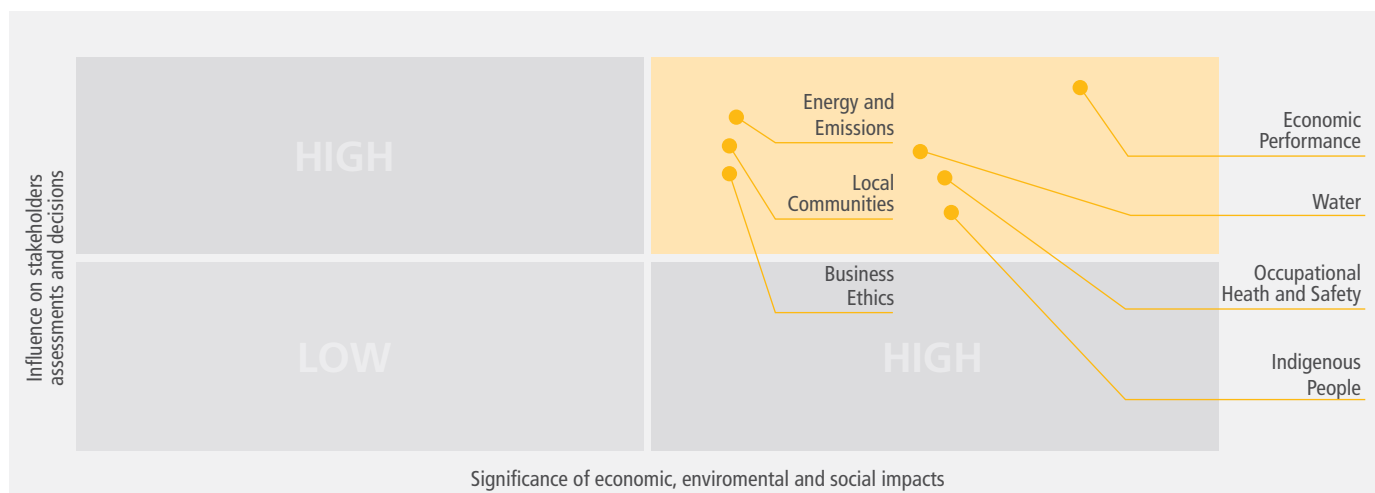 Influence on stakeholders
assessments and decisions
HIGH
LOW
HIGH
Energy and
Emissions
Local
Communities
Business
Ethics
Economic
Performance
Water
Occupational
Heath and Safety
Indigenous
People
Significance of economic, enviromental and social impacts